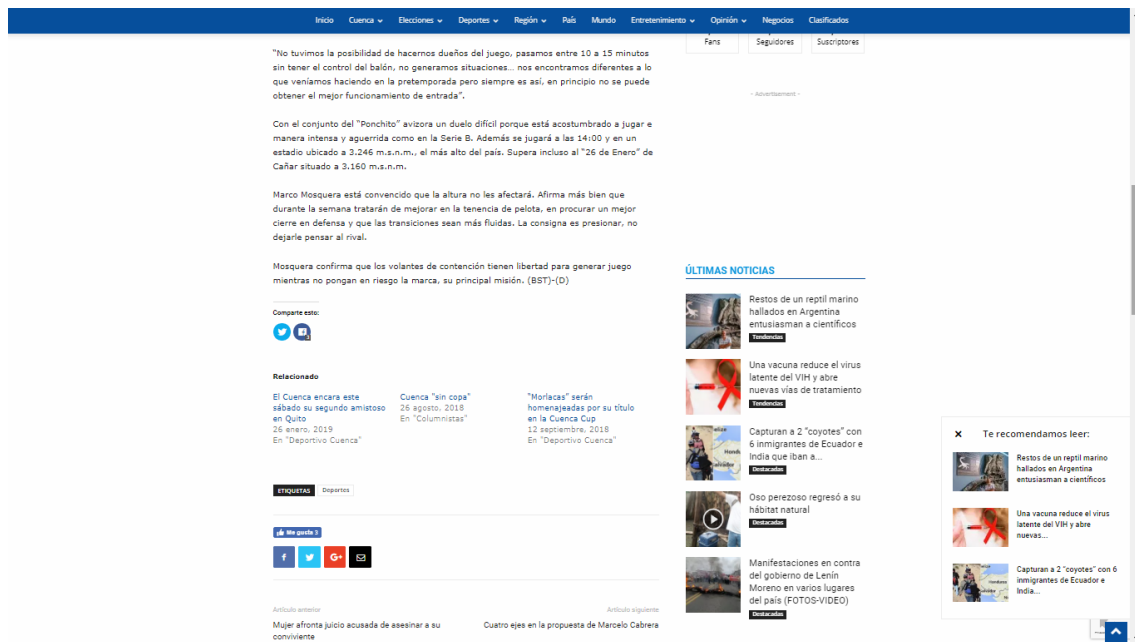 Inicio Cuenca Elecciones Deportes Región País Mundo Entretenimiento Opinión Negocios Clasificados
Fans Seguidores Suscriptores
- Advertisement -
“No tuvimos la posibilidad de hacernos dueños del juego, pasamos entre 10 a 15 minutos
sin tener el control del balón, no generamos situaciones… nos encontramos diferentes a lo
que veníamos haciendo en la pretemporada pero siempre es así, en principio no se puede
obtener el mejor funcionamiento de entrada”.
Con el conjunto del “Ponchito” avizora un duelo difícil porque está acostumbrado a jugar e
manera intensa y aguerrida como en la Serie B. Además se jugará a las 14:00 y en un
estadio ubicado a 3.246 m.s.n.m., el más alto del país. Supera incluso al “26 de Enero” de
Cañar situado a 3.160 m.s.n.m.
Marco Mosquera está convencido que la altura no les afectará. Afirma más bien que
durante la semana tratarán de mejorar en la tenencia de pelota, en procurar un mejor
cierre en defensa y que las transiciones sean más fluidas. La consigna es presionar, no
dejarle pensar al rival.
Mosquera confirma que los volantes de contención tienen libertad para generar juego
mientras no pongan en riesgo la marca, su principal misión. (BST)-(D)
Comparte esto:
Relacionado
El Cuenca encara este
sábado su segundo amistoso
en Quito
26 enero, 2019
En "Deportivo Cuenca"
Cuenca "sin copa"
26 agosto, 2018
En "Columnistas"
"Morlacas" serán
homenajeadas por su título
en la Cuenca Cup
12 septiembre, 2018
En "Deportivo Cuenca"
ETIQUETAS Deportes
Me gusta 3
Artículo anterior
Mujer afronta juicio acusada de asesinar a su
conviviente
Artículo siguiente
Cuatro ejes en la propuesta de Marcelo Cabrera
ÚLTIMAS NOTICIAS
Restos de un reptil marino
hallados en Argentina
entusiasman a científicos
Tendencias
Una vacuna reduce el virus
latente del VIH y abre
nuevas vías de tratamiento
Tendencias
Capturan a 2 “coyotes” con
6 inmigrantes de Ecuador e
India que iban a...
Destacadas
Oso perezoso regresó a su
hábitat natural
Destacadas
Manifestaciones en contra
del gobierno de Lenín
Moreno en varios lugares
del país (FOTOS-VIDEO)
Destacadas
Te recomendamos leer:
Restos de un reptil marino
hallados en Argentina
entusiasman a científicos
Una vacuna reduce el virus
latente del VIH y abre
nuevas...
Capturan a 2 “coyotes” con 6
inmigrantes de Ecuador e
India...